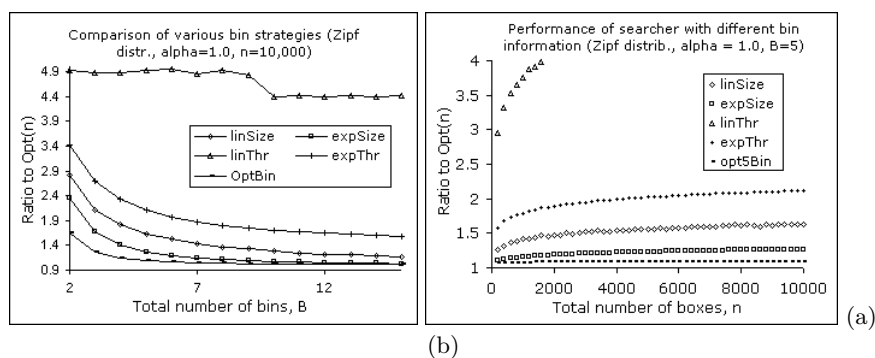 Comparison of various bin strategies (Zipf
distr., alpha=1.0, n=10,000)
4.9
4.4
3.9
3.4
2.9
2.4
1.9
1.4
0.9
Ratio to Opt(n)
linSize
expSize
linThr
expThr
OptBin
2
7
12
Total number of bins, B
Performance of searcher with different bin
information (Zipf distrib., alpha = 1.0, B=5)
4
3.5
3
2.5
2
1.5
1
Ratio to Opt(n)
linSize
expSize
linThr
expThr
opt5Bin
0
2000
4000
6000
8000
10000
Total number of boxes, n
(a)
(b)